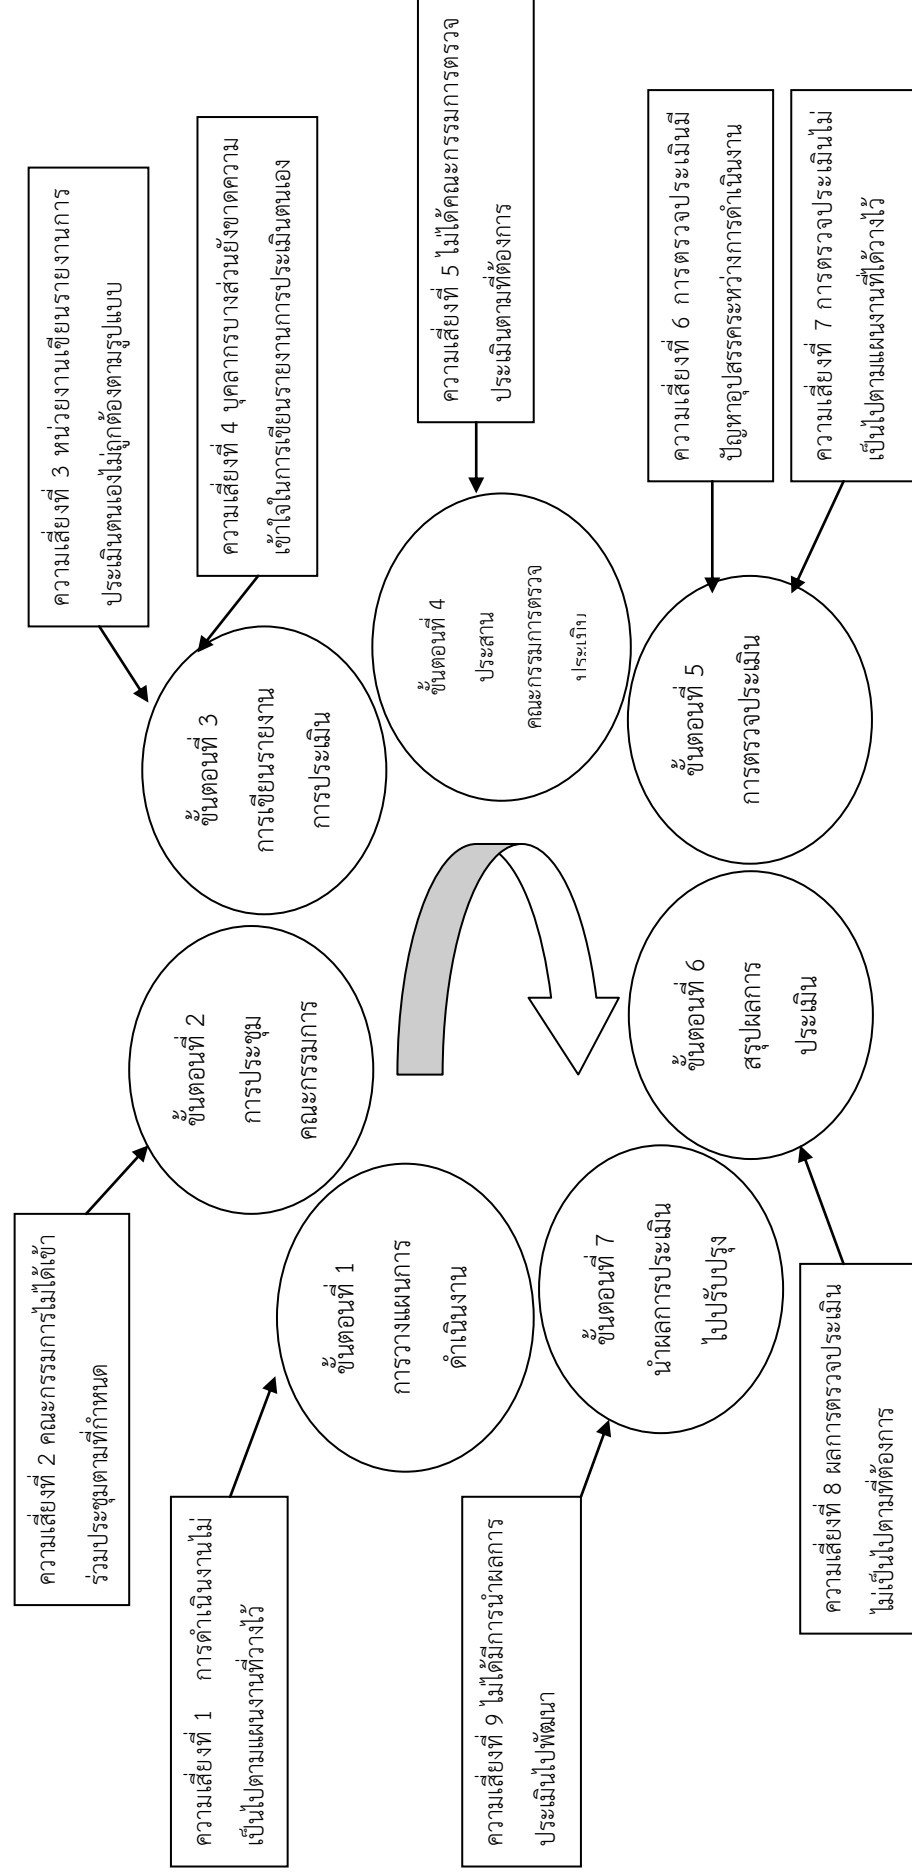 ความเสี่ยงที่ 3 หน่วยงานเขียนรายงานการ
ประเมินตนเองไม่ถูกต้องตามรูปแบบ
ความเสี่ยงที่ 4 บุคลากรบางส่วนยังขาดความ
เข้าใจในการเขียนรายงานการประเมินตนเอง
ความเสี่ยงที่ 2 คณะกรรมการไม่ได้เข้า
ร่วมประชุมตามที่กำหนด
ขั้นตอนที่ 2
การประชุม
คณะกรรมการ
ขั้นตอนที่ 3
การเขียนรายงาน
การประเมิน
ความเสี่ยงที่ 1 การดำเนินงานไม่
เป็นไปตามแผนงานที่วางไว้
ขั้นตอนที่ 1
การวางแผนการ
ดำเนินงาน
ขั้นตอนที่ 4
ประสาน
คณะกรรมการตรวจ
ประเมิน
ความเสี่ยงที่ 5 ไม่ได้คณะกรรมการตรวจ
ประเมินตามที่ต้องการ
ความเสี่ยงที่ 9 ไม่ได้มีการนำผลการ
ประเมินไปพัฒนา
ขั้นตอนที่ 7
นำผลการประเมิน
ไปปรับปรุง
ขั้นตอนที่ 6
สรุปผลการ
ประเมิน
ขั้นตอนที่ 5
การตรวจประเมิน
ความเสี่ยงที่ 6 การตรวจประเมินมี
ปัญหาอุปสรรคระหว่างการดำเนินงาน
ความเสี่ยงที่ 7 การตรวจประเมินไม่
เป็นไปตามแผนงานที่ได้วางไว้
ความเสี่ยงที่ 8 ผลการตรวจประเมิน
ไม่เป็นไปตามที่ต้องการ